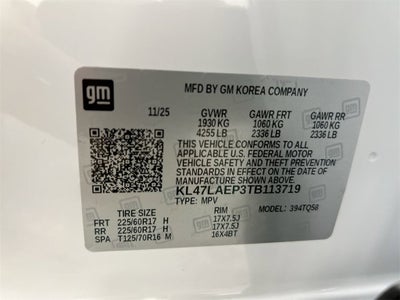 gm
MFD BY GM KOREA COMPANY
11/25 GVWR GAWR FRT GAWR RR
1930 KG 1060 KG 1060 KG
4255 LB 2336 LB 2336 LB
THIS VEHICLE CONFORMS TO ALL
APPLICABLE U.S. FEDERAL MOTOR
VEHICLE SAFETY AND THEFT PREVENTION
STANDARDS IN EFFECT ON THE DATE OF
MANUFACTURE SHOWN ABOVE.
KL47LAEP3TB113719
TYPE: MPV MODEL: 394TQ58
TIRE SIZE RIM
FRT 225/60R17 H 17X7.5J
RR 225/60R17 H 17X7.5J
SPA T125/70R16 M 16X4BT